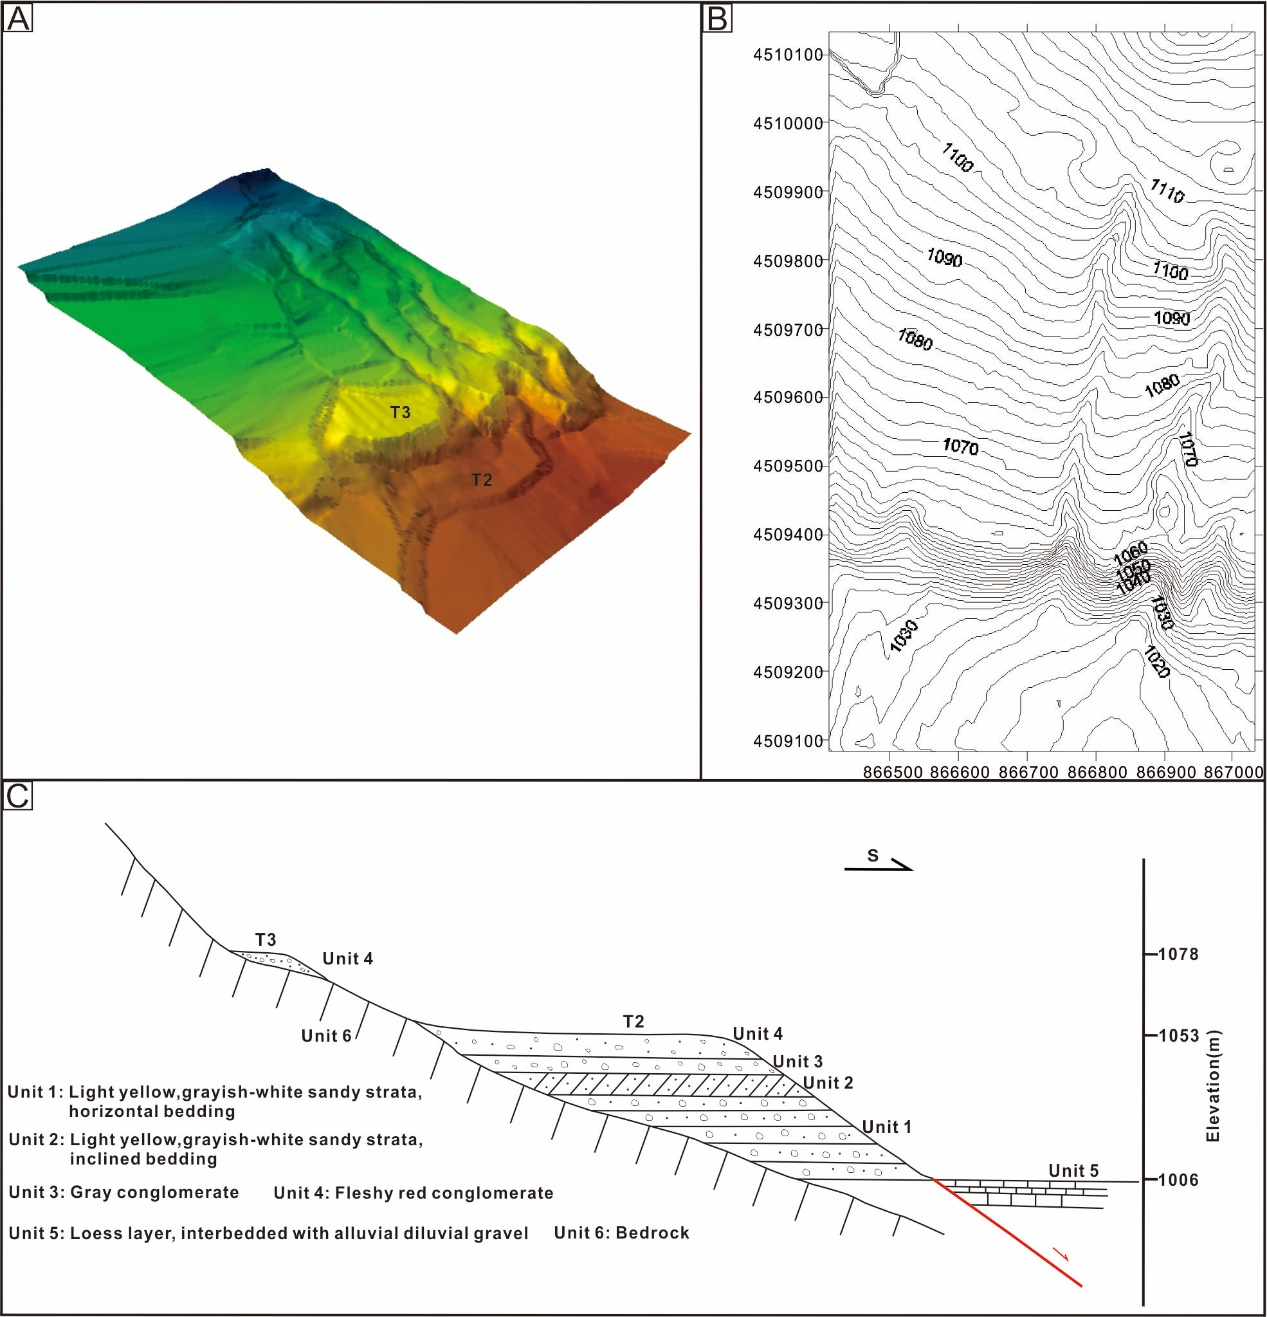 A
T3
T2
B
4510100
4510000
4509900
4509800
4509700
4509600
4509500
4509400
4509300
4509200
4509100
866500 866600 866700 866800 866900 867000
1100
1110
1090
1100
1090
1080
1080
1070
1070
1060
1050
1040
1030
1030
1020
C
S
T3
Unit 4
Unit 6
T2
Unit 4
Unit 3
Unit 2
Unit 1
Unit 5
1078
1053
1006
Elevation(m)
Unit 1: Light yellow,grayish-white sandy strata,
horizontal bedding
Unit 2: Light yellow,grayish-white sandy strata,
inclined bedding
Unit 3: Gray conglomerate Unit 4: Fleshy red conglomerate
Unit 5: Loess layer, interbedded with alluvial diluvial gravel Unit 6: Bedrock